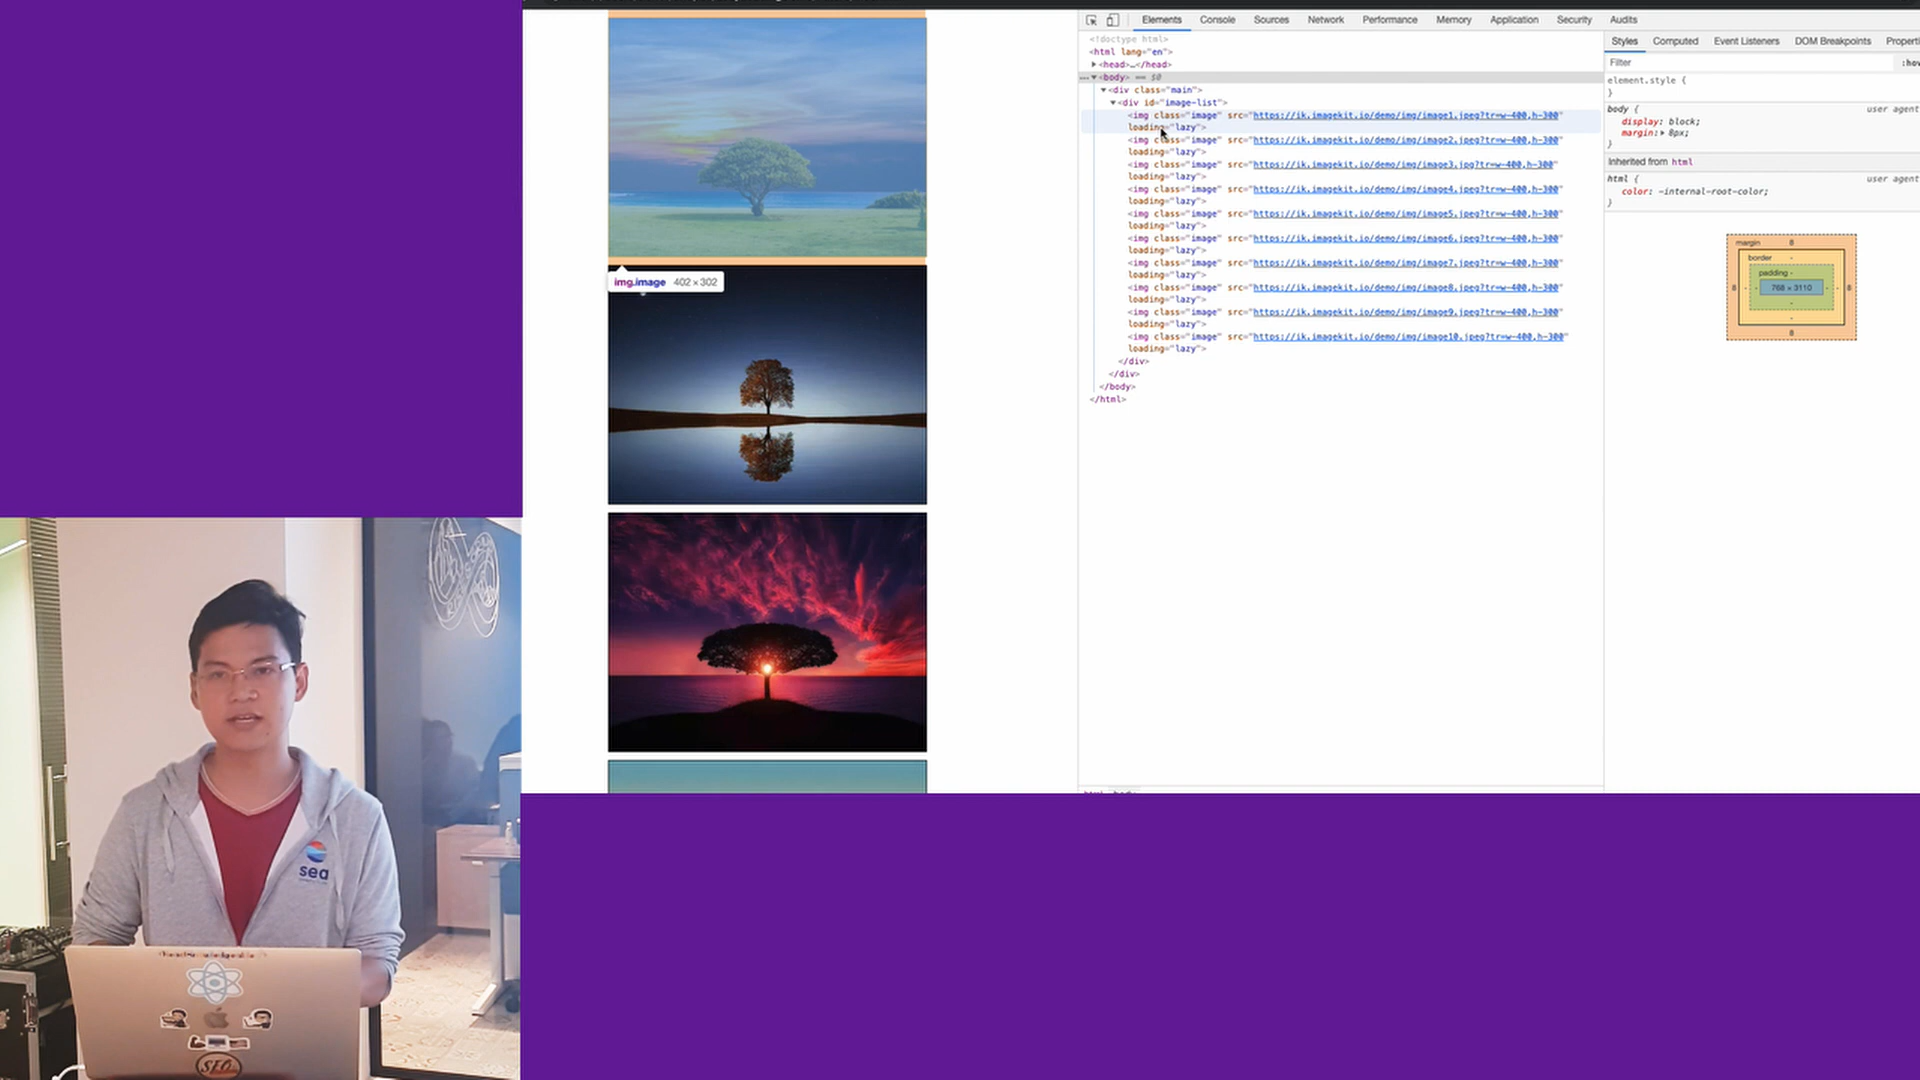 Elements Console Sources Network Performance Memory Application Security Audits
<!doctype html>
<html lang="en">
<head>…</head>
<body> == $0
<div class="main">
<div id="image-list">
<img class="image" src="https://ik.imagekit.io/demo/img/image1.jpeg?tr=w-400,h-300"
loading="lazy">
<img class="image" src="https://ik.imagekit.io/demo/img/image2.jpeg?tr=w-400,h-300"
loading="lazy">
<img class="image" src="https://ik.imagekit.io/demo/img/image3.jpg?tr=w-400,h-300"
loading="lazy">
<img class="image" src="https://ik.imagekit.io/demo/img/image4.jpeg?tr=w-400,h-300"
loading="lazy">
<img class="image" src="https://ik.imagekit.io/demo/img/image5.jpeg?tr=w-400,h-300"
loading="lazy">
<img class="image" src="https://ik.imagekit.io/demo/img/image6.jpeg?tr=w-400,h-300"
loading="lazy">
<img class="image" src="https://ik.imagekit.io/demo/img/image7.jpeg?tr=w-400,h-300"
loading="lazy">
<img class="image" src="https://ik.imagekit.io/demo/img/image8.jpeg?tr=w-400,h-300"
loading="lazy">
<img class="image" src="https://ik.imagekit.io/demo/img/image9.jpeg?tr=w-400,h-300"
loading="lazy">
<img class="image" src="https://ik.imagekit.io/demo/img/image10.jpeg?tr=w-400,h-300"
loading="lazy">
</div>
</div>
</body>
</html>
Styles Computed Event Listeners DOM Breakpoints Properti
Filter :hov
element.style {
}
body { user agent
display: block;
margin: 8px;
}
Inherited from html
html { user agent
color: -internal-root-color;
}
margin 8
border -
padding -
8 - - 768 × 3110 - - 8
-
-
8
img.image 402 × 302
sea
SEO